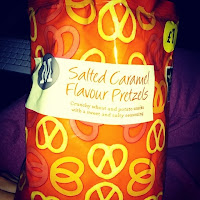 £1
M
Salted Caramel
Flavour Pretzels
Crunchy wheat and potato snacks
with a sweet and salty seasoning